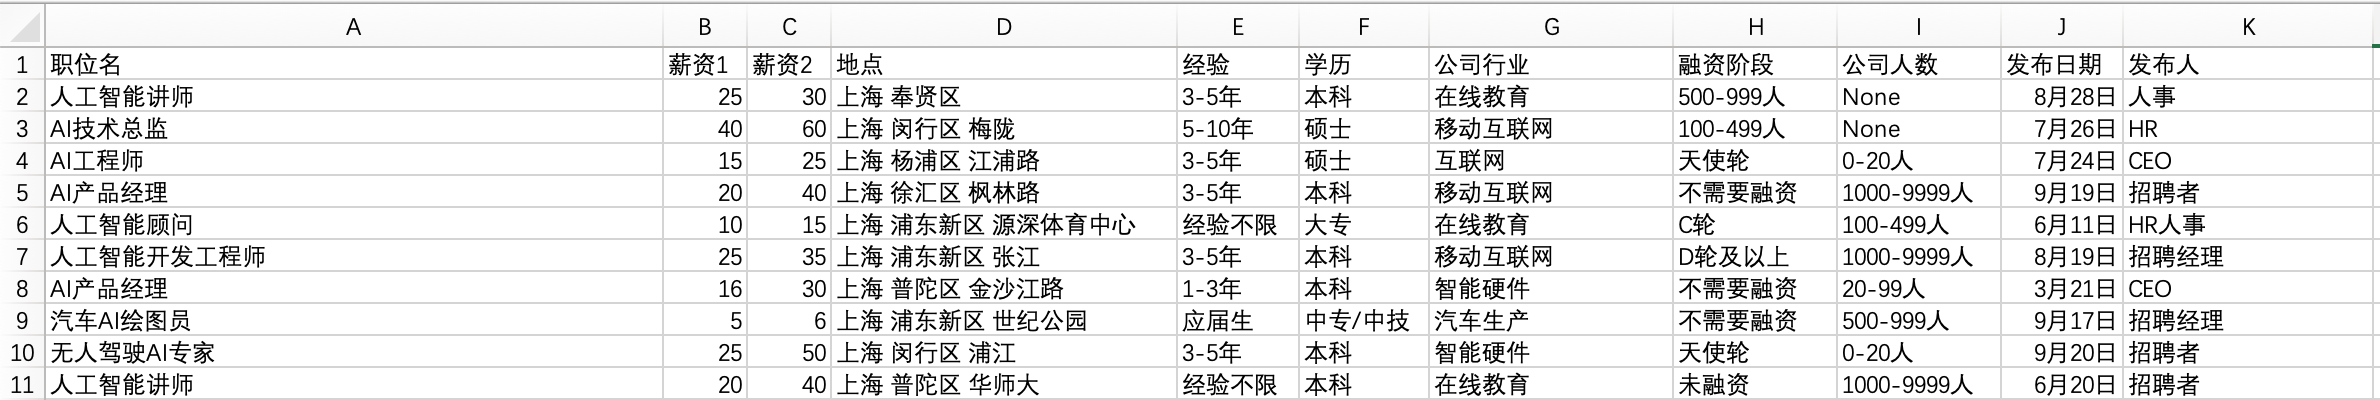 A B C D E F G H I J K
1 职位名 薪资1 薪资2 地点 经验 学历 公司行业 融资阶段 公司人数 发布日期 发布人
2 人工智能讲师 25 30 上海 奉贤区 3-5年 本科 在线教育 500-999人 None 8月28日 人事
3 AI技术总监 40 60 上海 闵行区 梅陇 5-10年 硕士 移动互联网 100-499人 None 7月26日 HR
4 AI工程师 15 25 上海 杨浦区 江浦路 3-5年 硕士 互联网 天使轮 0-20人 7月24日 CEO
5 AI产品经理 20 40 上海 徐汇区 枫林路 3-5年 本科 移动互联网 不需要融资 1000-9999人 9月19日 招聘者
6 人工智能顾问 10 15 上海 浦东新区 源深体育中心 经验不限 大专 在线教育 C轮 100-499人 6月11日 HR人事
7 人工智能开发工程师 25 35 上海 浦东新区 张江 3-5年 本科 移动互联网 D轮及以上 1000-9999人 8月19日 招聘经理
8 AI产品经理 16 30 上海 普陀区 金沙江路 1-3年 本科 智能硬件 不需要融资 20-99人 3月21日 CEO
9 汽车AI绘图员 5 6 上海 浦东新区 世纪公园 应届生 中专/中技 汽车生产 不需要融资 500-999人 9月17日 招聘经理
10 无人驾驶AI专家 25 50 上海 闵行区 浦江 3-5年 本科 智能硬件 天使轮 0-20人 9月20日 招聘者
11 人工智能讲师 20 40 上海 普陀区 华师大 经验不限 本科 在线教育 未融资 1000-9999人 6月20日 招聘者